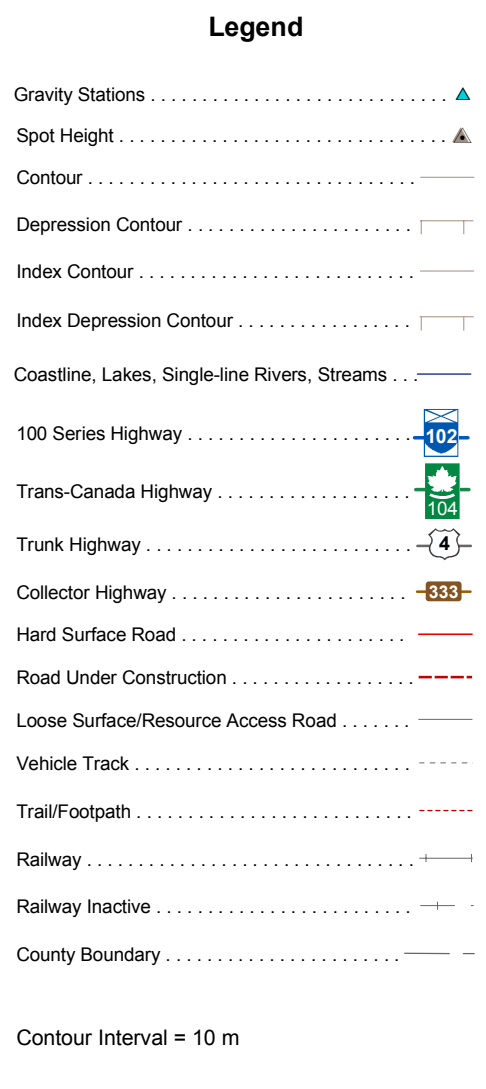 Legend
Gravity Stations . . . . . . . . . . . . . . . . . . . . . . . . . . . . . . . . . .
Spot Height . . . . . . . . . . . . . . . . . . . . . . . . . . . . . . . . . . . . . .
Contour . . . . . . . . . . . . . . . . . . . . . . . . . . . . . . . . . . . . . .
Depression Contour . . . . . . . . . . . . . . . . . . . . . . . . . .
Index Contour . . . . . . . . . . . . . . . . . . . . . . . . . . . . . . . .
Index Depression Contour . . . . . . . . . . . . . . . . . . . .
Coastline, Lakes, Single-line Rivers, Streams . . .
100 Series Highway . . . . . . . . . . . . . . . . . . . . . . . . . . 102
Trans-Canada Highway . . . . . . . . . . . . . . . . . . . . . . . 104
Trunk Highway . . . . . . . . . . . . . . . . . . . . . . . . . . . . . . . 4
Collector Highway . . . . . . . . . . . . . . . . . . . . . . . . . . . . 333
Hard Surface Road . . . . . . . . . . . . . . . . . . . . . . . . . .
Road Under Construction . . . . . . . . . . . . . . . . . . . . .
Loose Surface/Resource Access Road . . . . . . . .
Vehicle Track . . . . . . . . . . . . . . . . . . . . . . . . . . . . . . . .
Trail/Footpath . . . . . . . . . . . . . . . . . . . . . . . . . . . . . . . .
Railway . . . . . . . . . . . . . . . . . . . . . . . . . . . . . . . . . . . . . .
Railway Inactive . . . . . . . . . . . . . . . . . . . . . . . . . . . . . .
County Boundary . . . . . . . . . . . . . . . . . . . . . . . . . . .
Contour Interval = 10 m